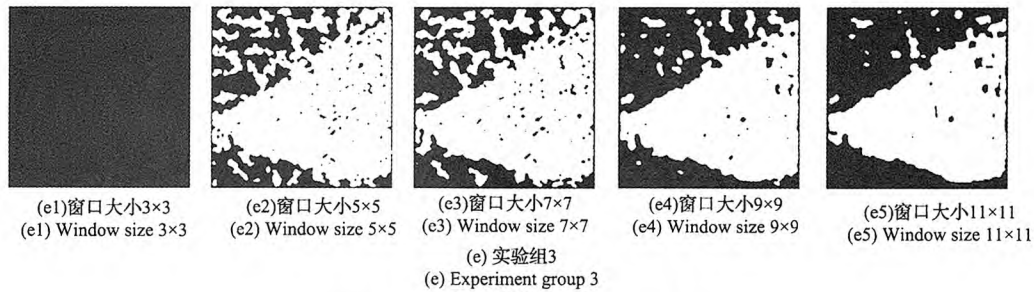 (e1)窗口大小3×3
(e1) Window size 3×3
(e2)窗口大小5×5
(e2) Window size 5×5
(e3)窗口大小7×7
(e3) Window size 7×7
(e4)窗口大小9×9
(e4) Window size 9×9
(e5)窗口大小11×11
(e5) Window size 11×11
(e) 实验组3
(e) Experiment group 3